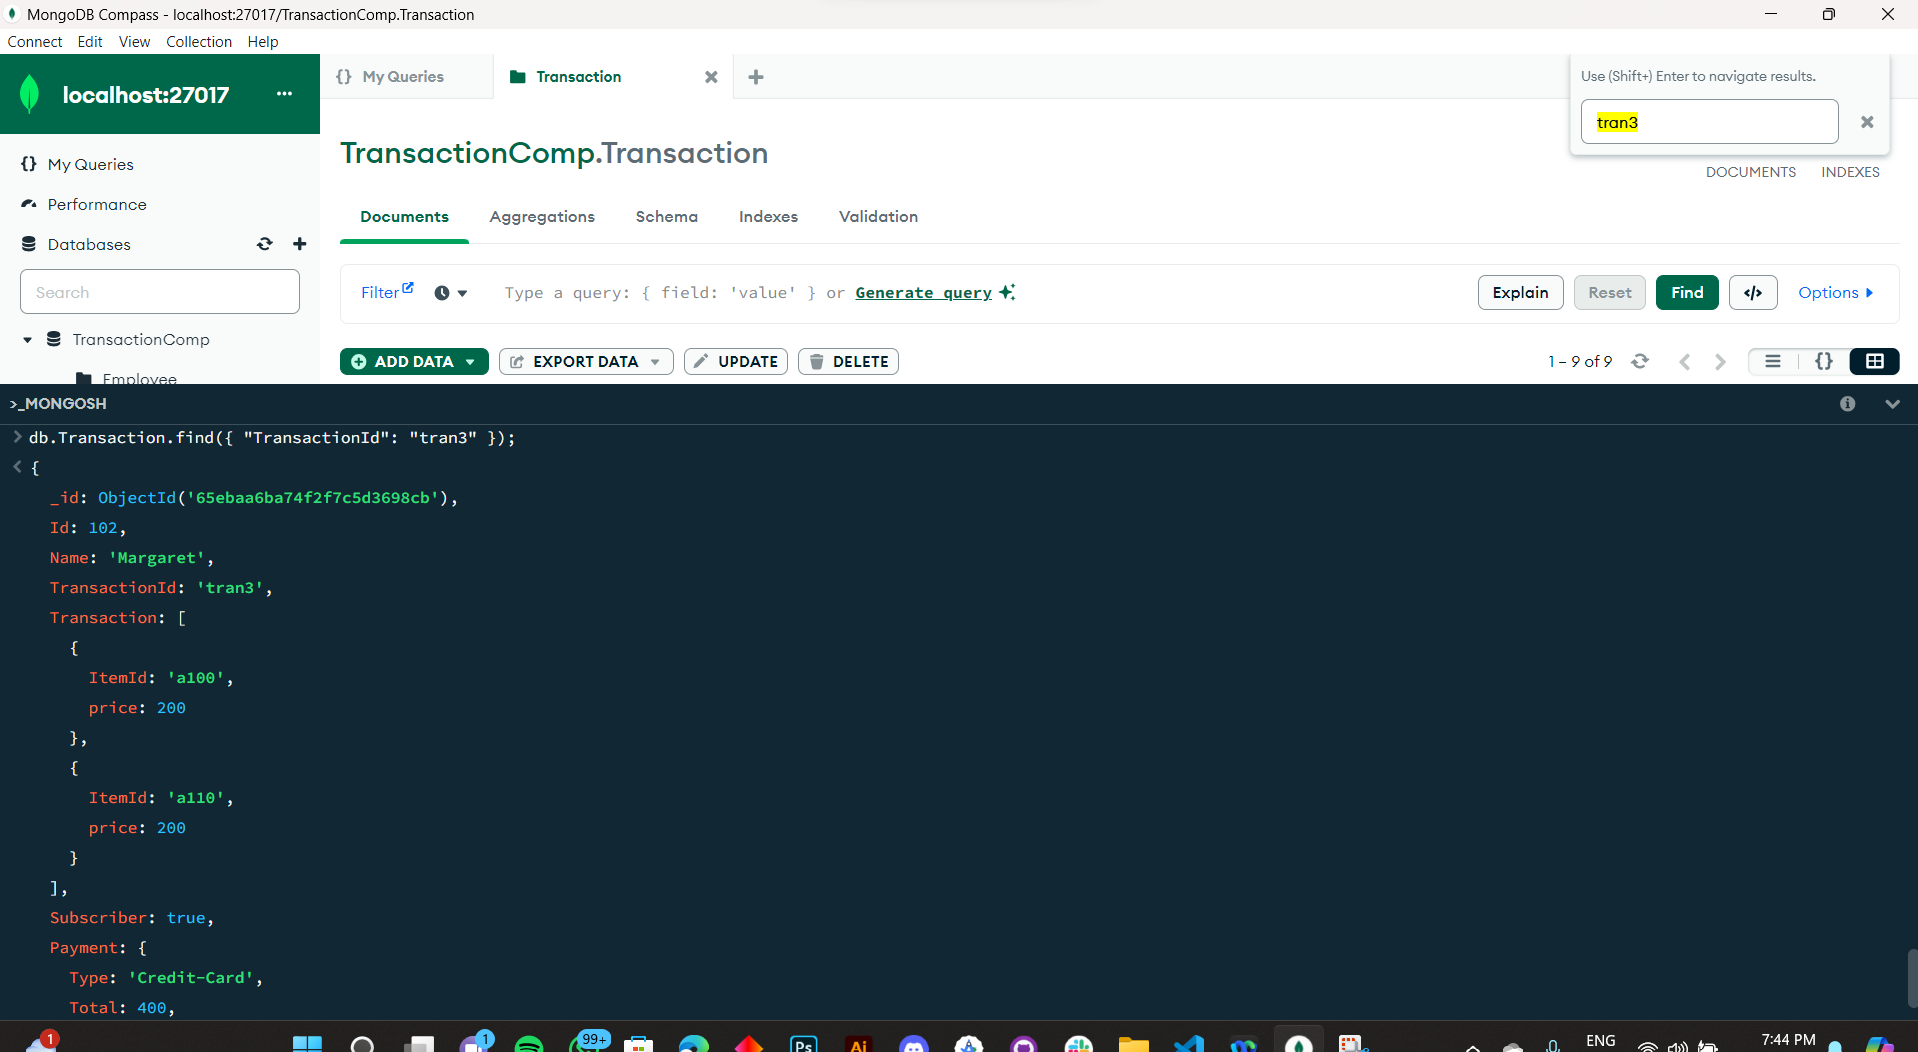 MongoDB Compass - localhost:27017/TransactionComp.Transaction
Connect Edit View Collection Help
localhost:27017 ...
{} My Queries
Transaction
Use (Shift+) Enter to navigate results.
tran3
My Queries
Performance
Databases
Search
TransactionComp
Employee
TransactionComp.Transaction
DOCUMENTS INDEXES
Documents Aggregations Schema Indexes Validation
Filter
Type a query: { field: 'value' } or Generate query
Explain Reset Find </> Options
ADD DATA EXPORT DATA UPDATE DELETE
1 – 9 of 9
{}
>_MONGOSH
> db.Transaction.find({ "TransactionId": "tran3" });
< {
_id: ObjectId('65ebaa6ba74f2f7c5d3698cb'),
Id: 102,
Name: 'Margaret',
TransactionId: 'tran3',
Transaction: [
{
ItemId: 'a100',
price: 200
},
{
ItemId: 'a110',
price: 200
}
],
Subscriber: true,
Payment: {
Type: 'Credit-Card',
Total: 400,
1
1
99+
Ps
Ai
ENG
7:44 PM